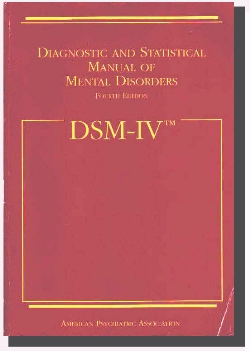 DIAGNOSTIC AND STATISTICAL
MANUAL OF
MENTAL DISORDERS
FOURTH EDITION
DSM-IV™
AMERICAN PSYCHIATRIC ASSOCIATION